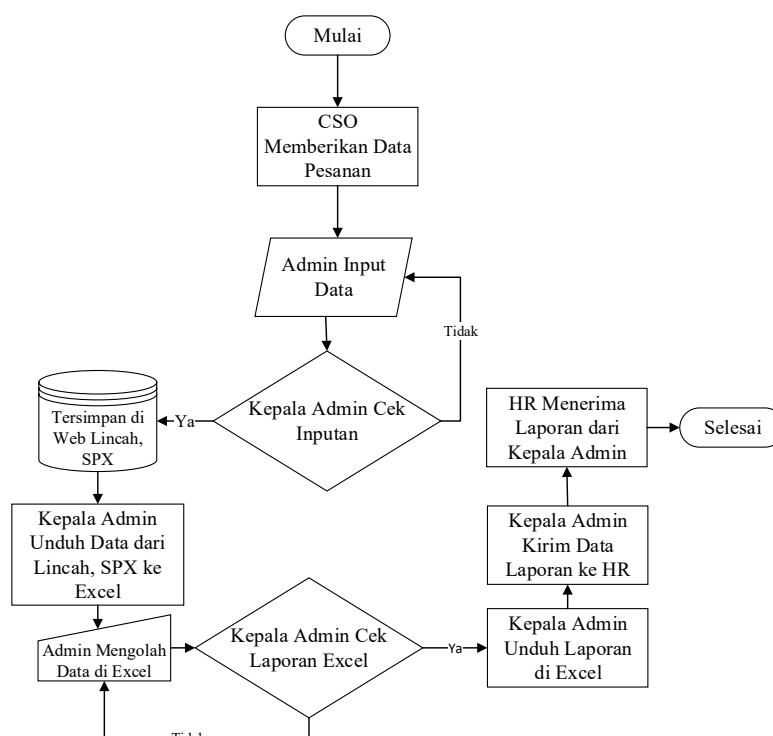 Mulai
CSO
Memberikan Data
Pesanan
Admin Input
Data
Tidak
Kepala Admin Cek
Inputan
Ya
Tersimpan di
Web Lincah,
SPX
Kepala Admin
Unduh Data dari
Lincah, SPX ke
Excel
Admin Mengolah
Data di Excel
Kepala Admin Cek
Laporan Excel
Ya
Kepala Admin
Unduh Laporan
di Excel
Kepala Admin
Kirim Data
Laporan ke HR
HR Menerima
Laporan dari
Kepala Admin
Selesai